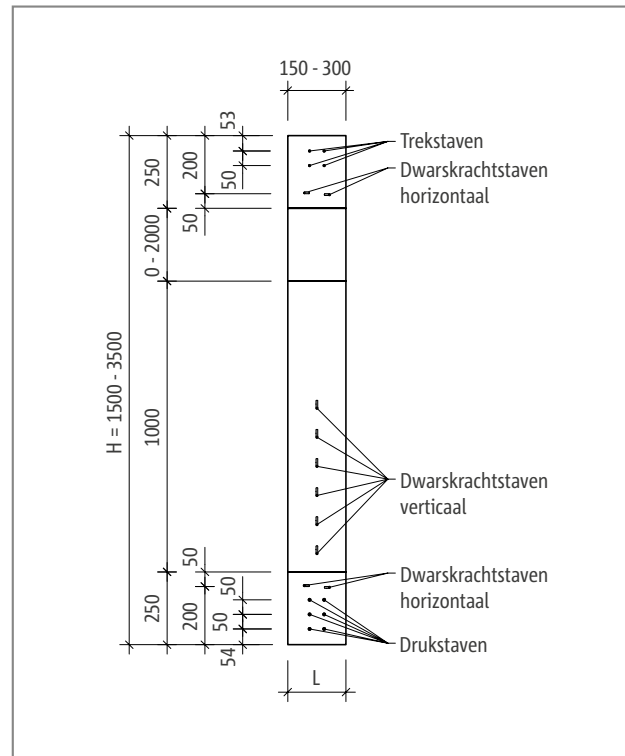 150 - 300
53
250
200
50
50
0 - 2000
H = 1500 - 3500
1000
50
50
250
200
50
54
L
Trekstaven
Dwarskrachtstaven
horizontaal
Dwarskrachtstaven
verticaal
Dwarskrachtstaven
horizontaal
Drukstaven